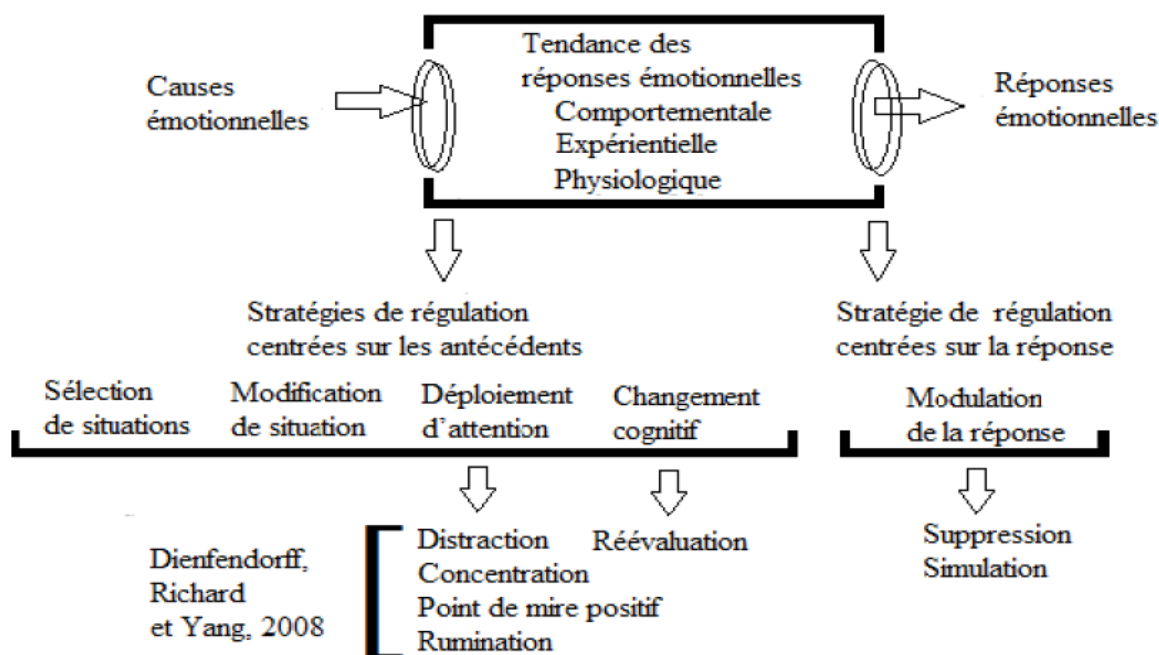 Causes
émotionnelles
Tendance des
réponses émotionnelles
Comportementale
Expérientielle
Physiologique
Réponses
émotionnelles
Stratégies de régulation
centrées sur les antécédents
Stratégie de régulation
centrées sur la réponse
Sélection
de situations
Modification
de situation
Déploiement
d'attention
Changement
cognitif
Modulation
de la réponse
Dienfendorff,
Richard
et Yang, 2008
Distraction
Concentration
Point de mire positif
Rumination
Réévaluation
Suppression
Simulation